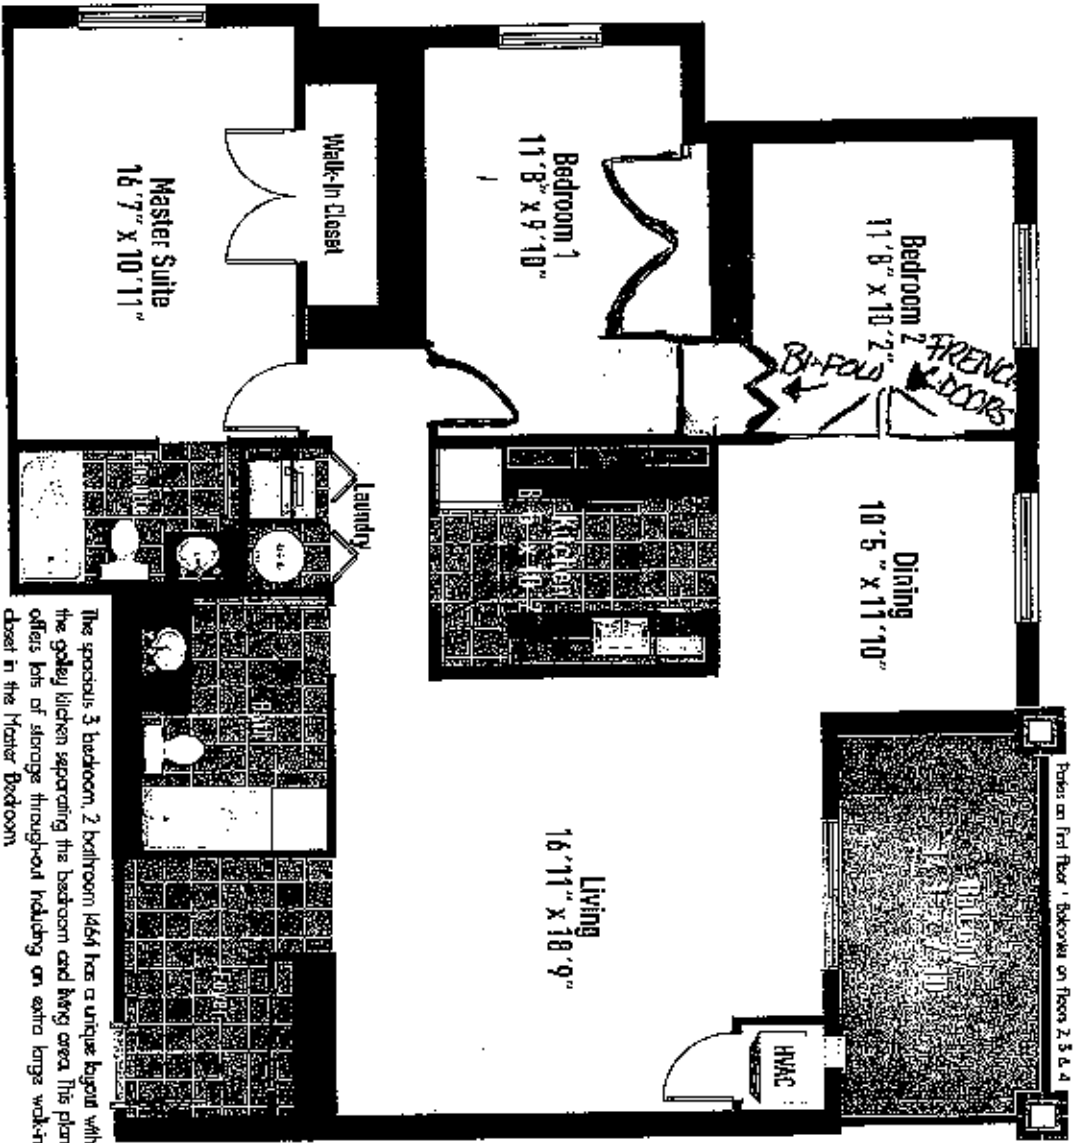 Walk-In Closet
Master Suite
16'7" x 10'11"
Bedroom 1
11'8" x 9'10"
Bedroom 2
11'8" x 10'2"
BI-FOLD
FRENCH
DOORS
Laundry
Kitchen
Dining
10'5" x 11'10"
Bath
Living
16'11" x 18'9"
Foyer
HVAC
Balcony
Patios on First floor / Balconies on floors 2, 3 & 4
The spacious 3 bedroom, 2 bathroom 1464 has a unique layout with
the galley kitchen separating the bedroom and living area. This plan
offers lots of storage through-out including an extra large walk-in
closet in the Master Bedroom.